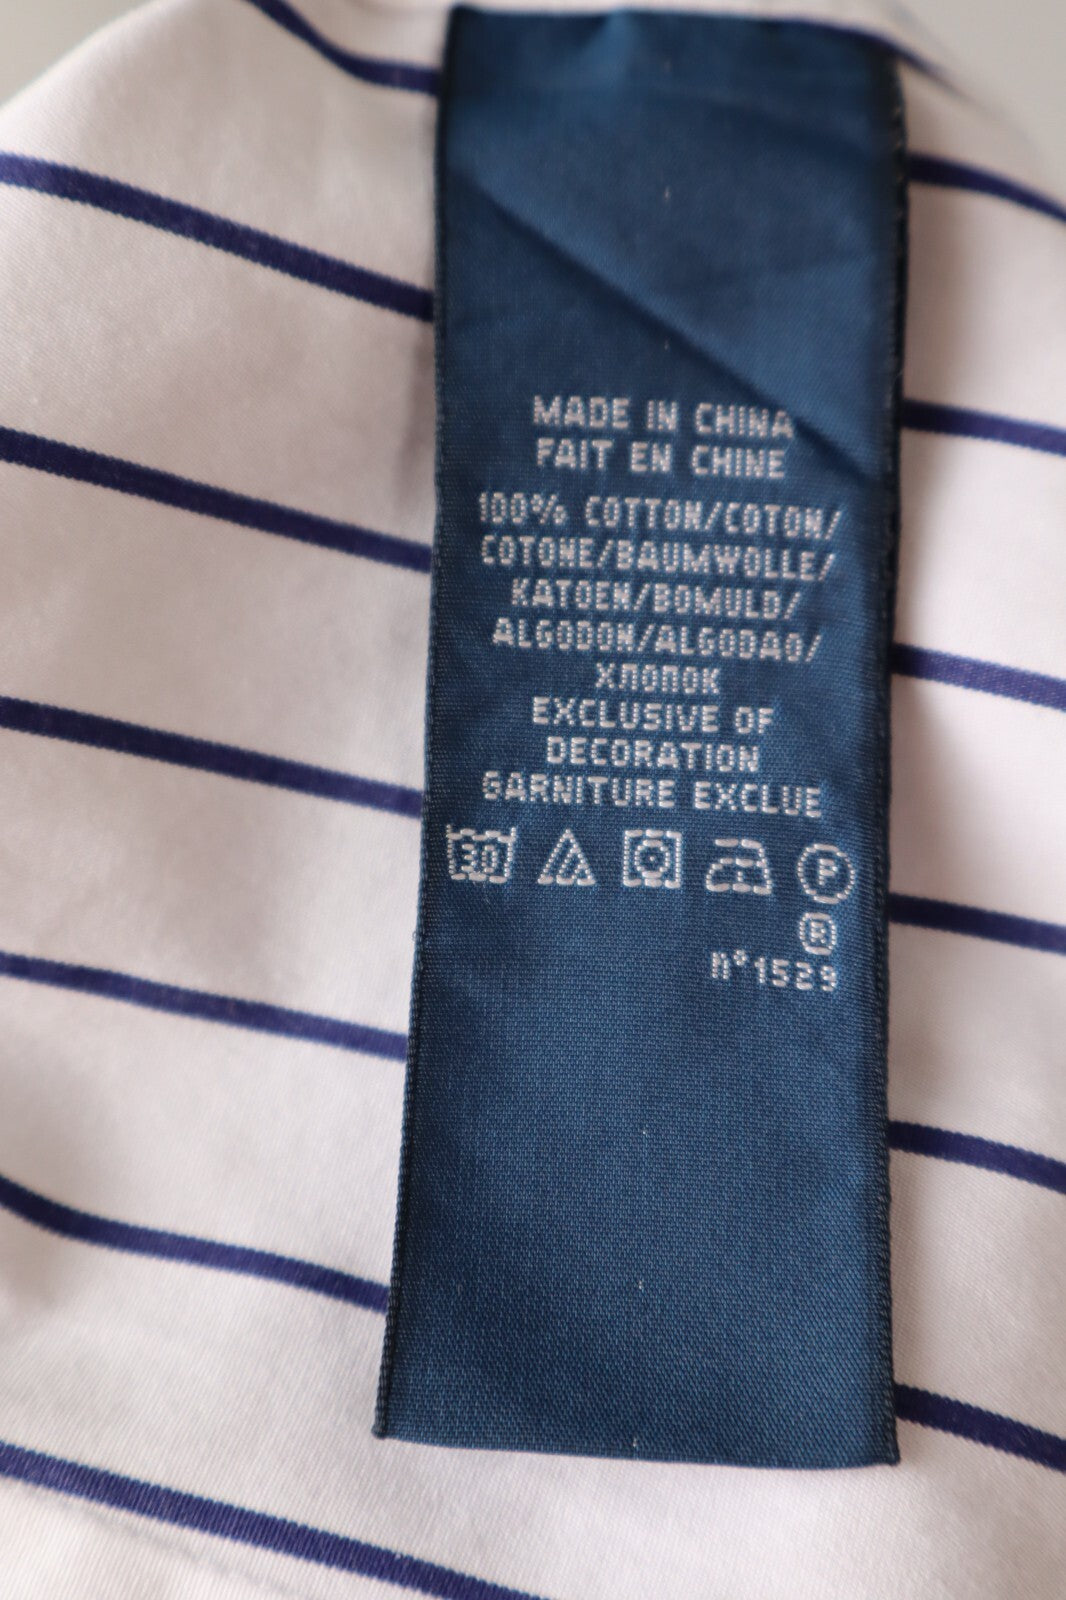 MADE IN CHINA
FAIT EN CHINE
100% COTTON/COTON/
COTONE/BAUMWOLLE/
KATOEN/BOMULD/
ALGODON/ALGODAO/
ХЛОПОК
EXCLUSIVE OF
DECORATION
GARNITURE EXCLUE
30 P
R
n°1529